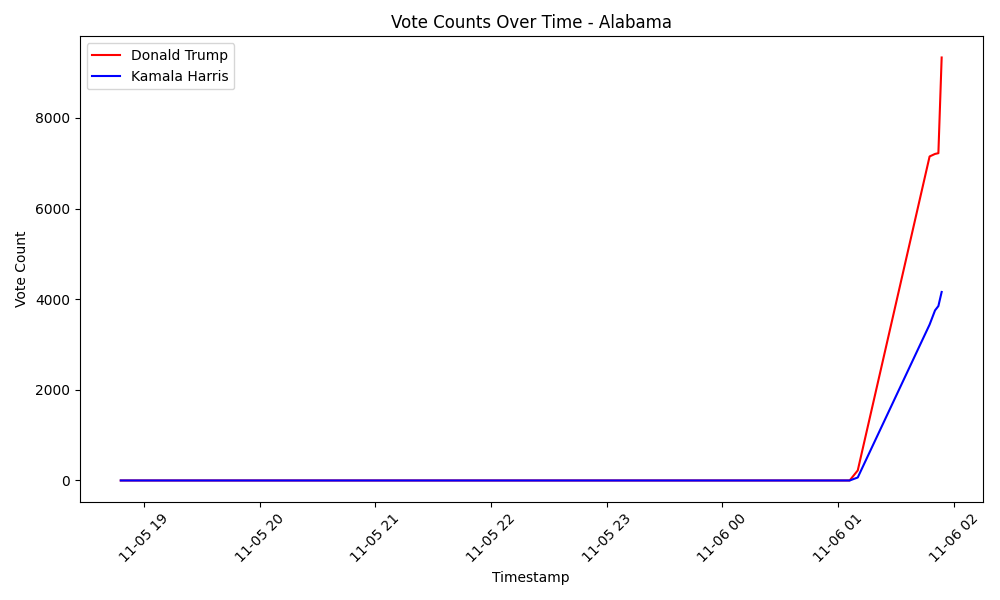 Vote Counts Over Time - Alabama
Donald Trump
Kamala Harris
Vote Count
8000
6000
4000
2000
0
11-05 19
11-05 20
11-05 21
11-05 22
11-05 23
11-06 00
11-06 01
11-06 02
Timestamp